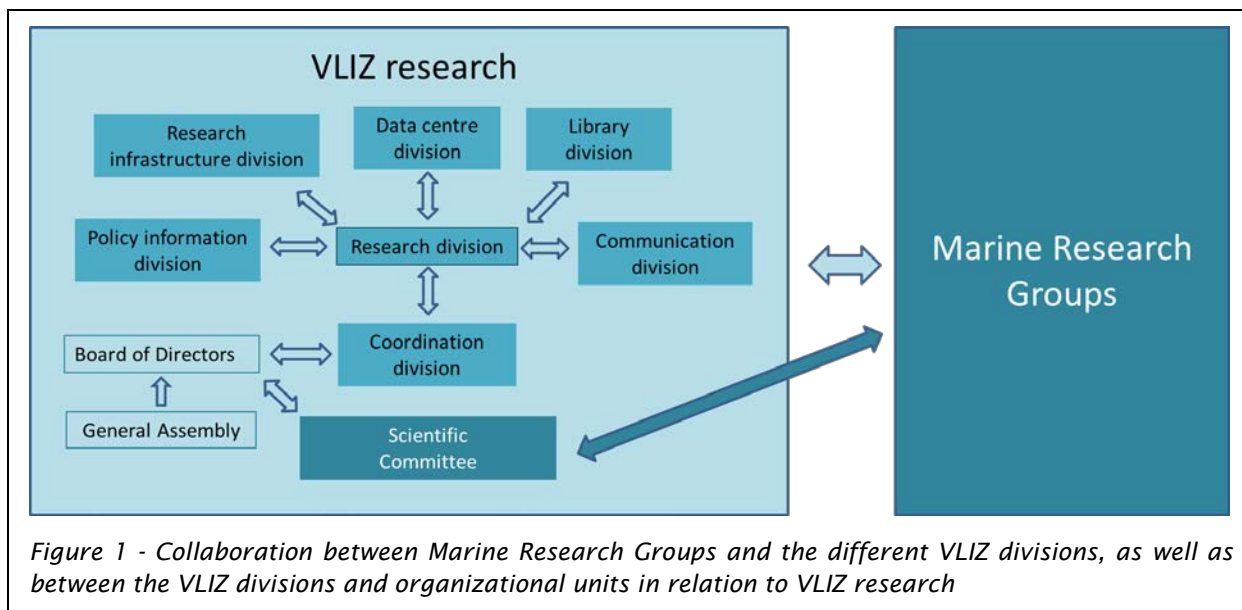 VLIZ research
Research
infrastructure division
Data centre
division
Library
division
Policy information
division
Research division
Communication
division
Board of Directors
Coordination
division
General Assembly
Scientific
Committee
Marine Research
Groups
Figure 1 - Collaboration between Marine Research Groups and the different VLIZ divisions, as well as
between the VLIZ divisions and organizational units in relation to VLIZ research